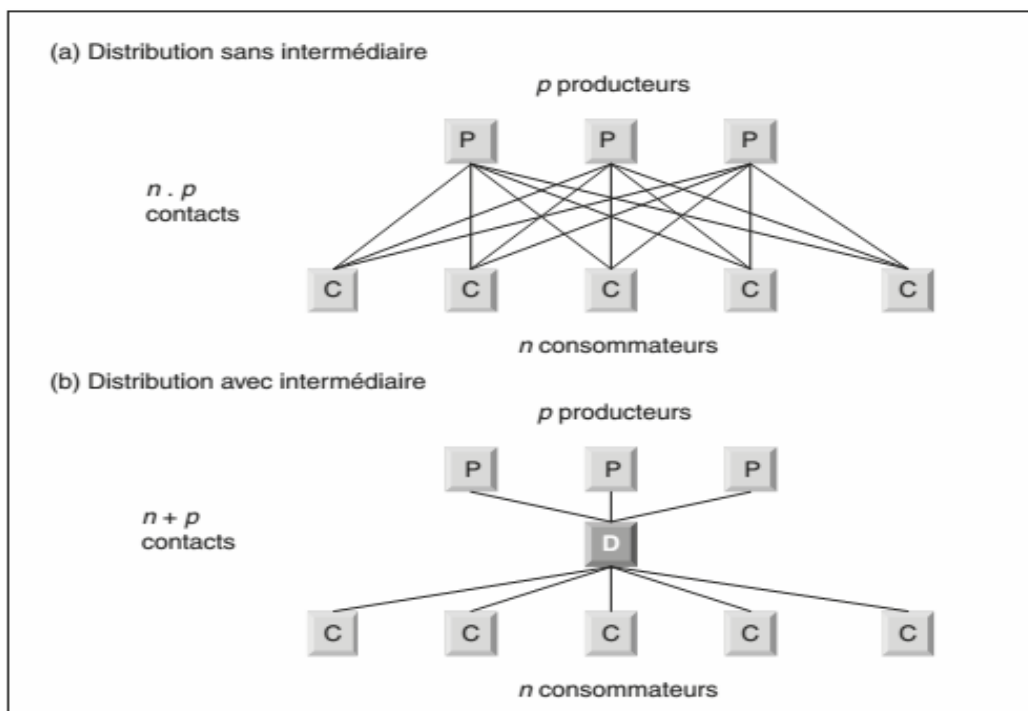 (a) Distribution sans intermédiaire
p producteurs
P P P
n . p
contacts
C C C C C
n consommateurs
(b) Distribution avec intermédiaire
p producteurs
P P P
n + p
contacts
D
C C C C C
n consommateurs